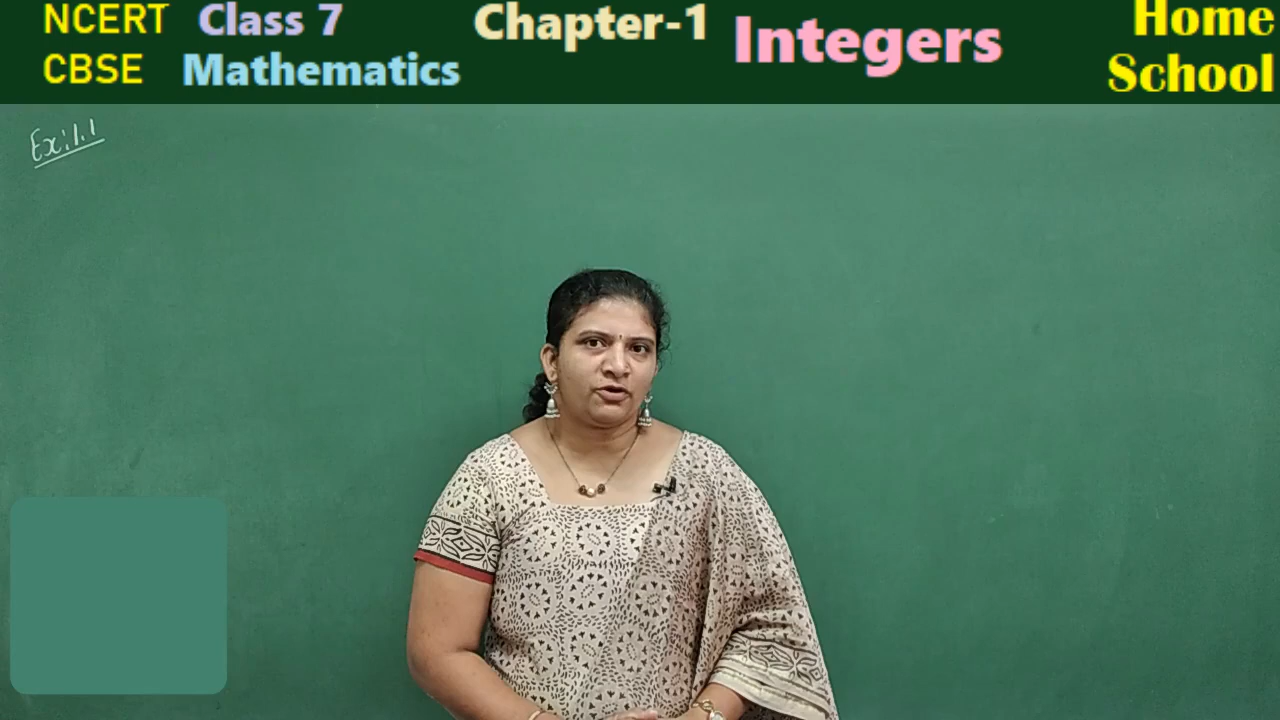 NCERT Class 7 Chapter-1 Integers Home
CBSE Mathematics School
Ex:1.1